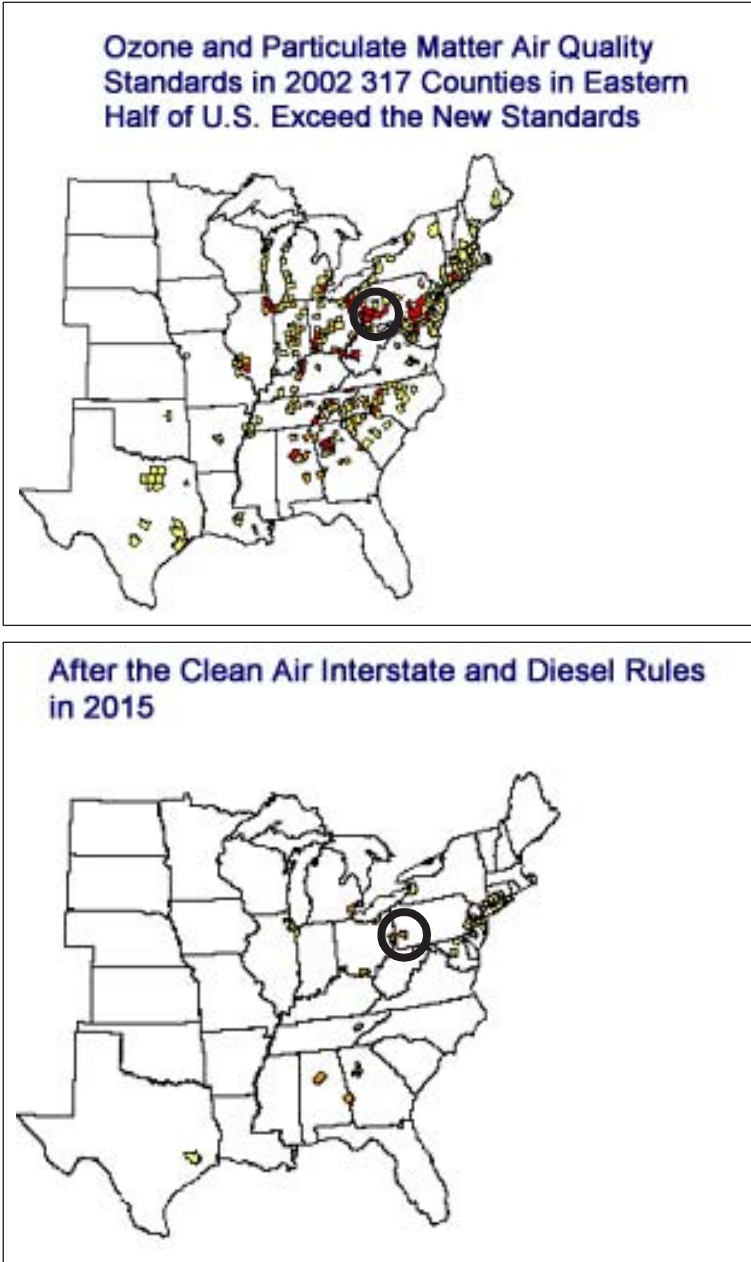 Ozone and Particulate Matter Air Quality
Standards in 2002 317 Counties in Eastern
Half of U.S. Exceed the New Standards
After the Clean Air Interstate and Diesel Rules
in 2015